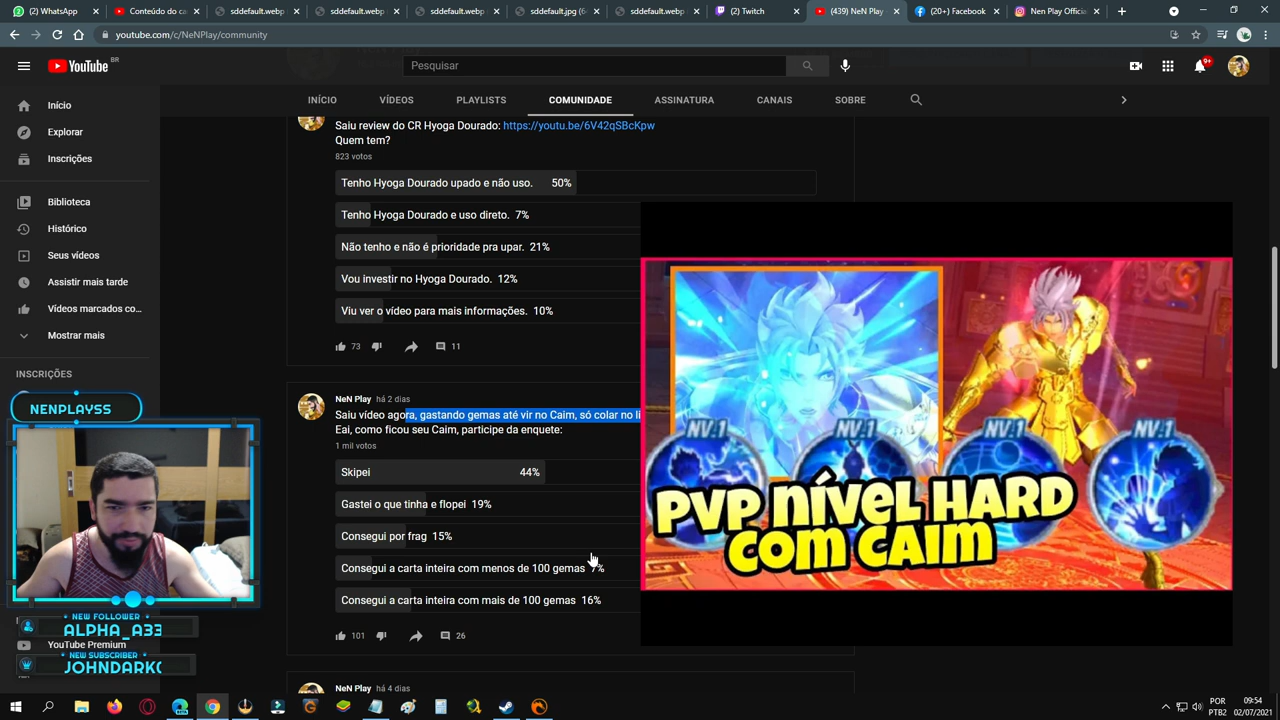 (2) WhatsApp
Conteúdo do ca
sddefault.webp
sddefault.webp
sddefault.webp
sddefault.jpg (6
sddefault.webp
(2) Twitch
(439) NeN Play
(20+) Facebook
Nen Play Officia
youtube.com/c/NeNPlay/community
YouTube BR
Pesquisar
9+
Início
Explorar
Inscrições
Biblioteca
Histórico
Seus vídeos
Assistir mais tarde
Vídeos marcados co...
Mostrar mais
INSCRIÇÕES
INÍCIO
VÍDEOS
PLAYLISTS
COMUNIDADE
ASSINATURA
CANAIS
SOBRE
Saiu review do CR Hyoga Dourado: https://youtu.be/6V42qSBcKpw
Quem tem?
823 votos
Tenho Hyoga Dourado upado e não uso. 50%
Tenho Hyoga Dourado e uso direto. 7%
Não tenho e não é prioridade pra upar. 21%
Vou investir no Hyoga Dourado. 12%
Viu ver o vídeo para mais informações. 10%
73
11
NeN Play há 2 dias
Saiu vídeo agora, gastando gemas até vir no Caim, só colar no li
Eai, como ficou seu Caim, participe da enquete:
1 mil votos
Skipei 44%
Gastei o que tinha e flopei 19%
Consegui por frag 15%
Consegui a carta inteira com menos de 100 gemas 7%
Consegui a carta inteira com mais de 100 gemas 16%
101
26
NeN Play há 4 dias
NV.1
NV.1
NV.1
NV.1
PVP NÍVEL HARD
COM CAIM
NENPLAYSS
NEW FOLLOWER
ALPHA_A33
YouTube Premium
NEW SUBSCRIBER
JOHNDARK
POR
PTB2
09:54
02/07/2021